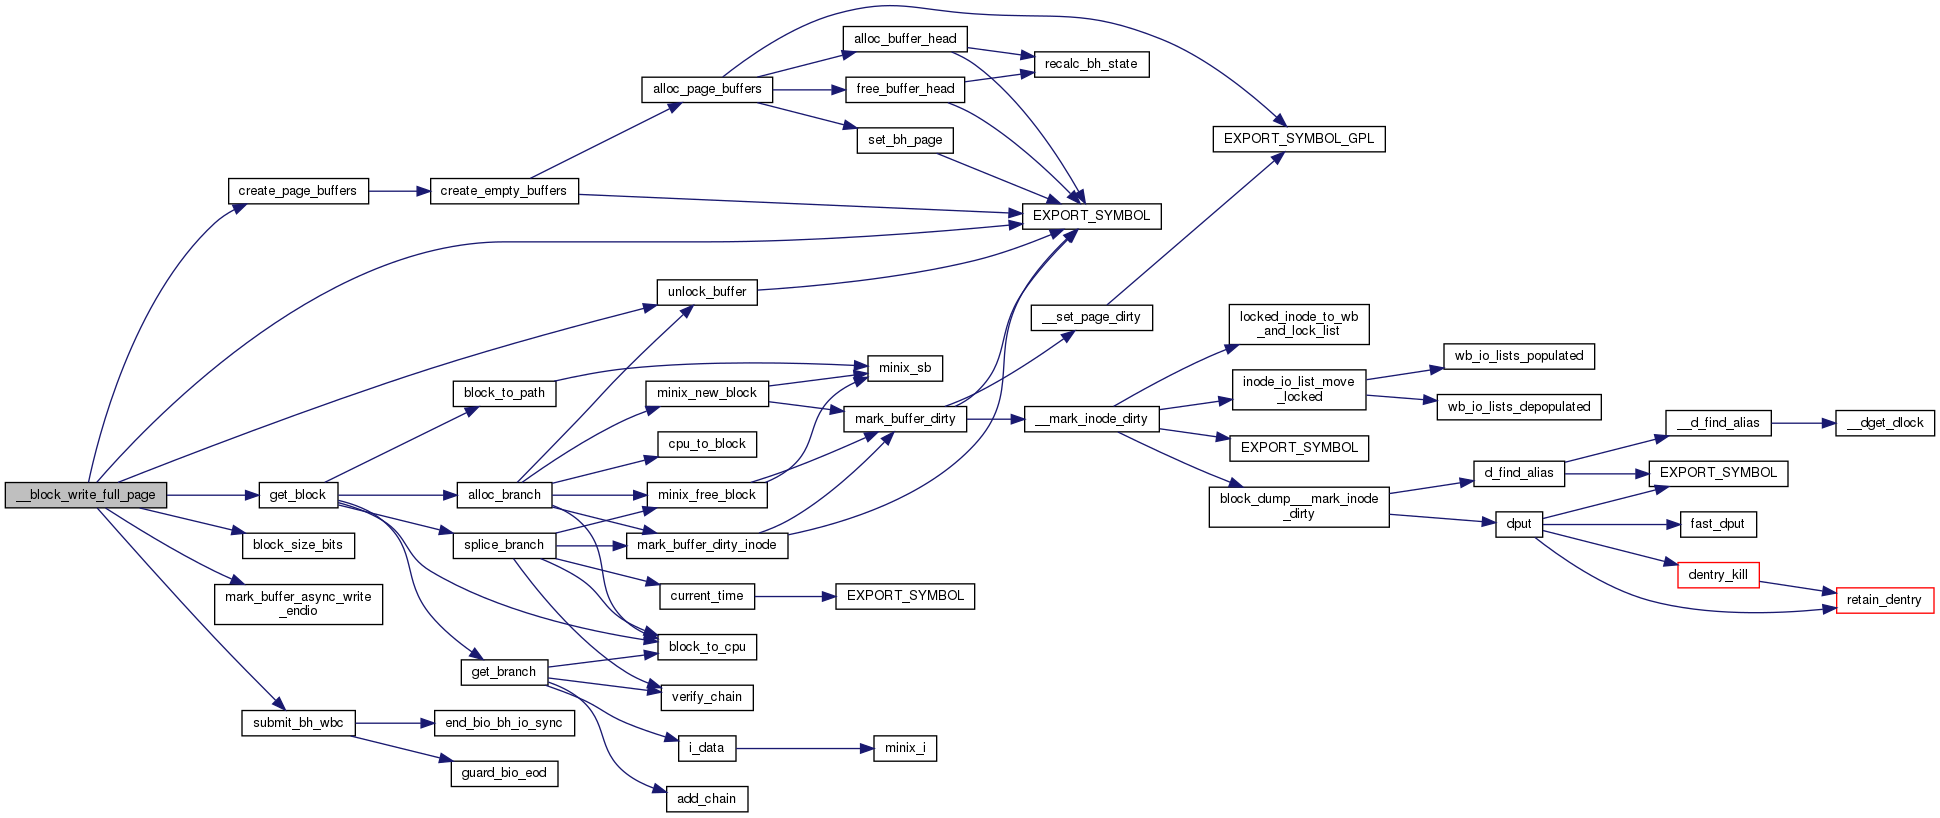 __block_write_full_page
create_page_buffers
create_empty_buffers
alloc_page_buffers
alloc_buffer_head
free_buffer_head
set_bh_page
recalc_bh_state
EXPORT_SYMBOL_GPL
EXPORT_SYMBOL
unlock_buffer
__set_page_dirty
get_block
block_to_path
minix_sb
alloc_branch
minix_new_block
cpu_to_block
minix_free_block
mark_buffer_dirty_inode
mark_buffer_dirty
__mark_inode_dirty
locked_inode_to_wb
_and_lock_list
inode_io_list_move
_locked
wb_io_lists_populated
wb_io_lists_depopulated
EXPORT_SYMBOL
block_dump___mark_inode
_dirty
d_find_alias
__d_find_alias
__dget_dlock
EXPORT_SYMBOL
dput
fast_dput
dentry_kill
retain_dentry
splice_branch
current_time
EXPORT_SYMBOL
block_to_cpu
verify_chain
get_branch
i_data
minix_i
add_chain
block_size_bits
mark_buffer_async_write
_endio
submit_bh_wbc
end_bio_bh_io_sync
guard_bio_eod